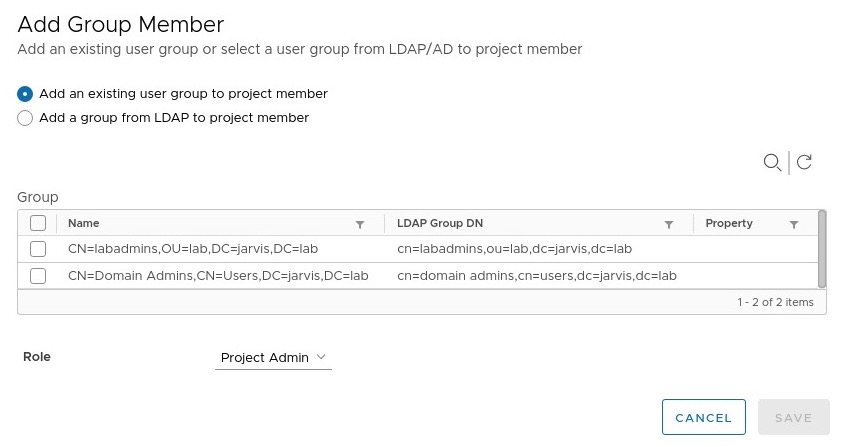 Add Group Member
Add an existing user group or select a user group from LDAP/AD to project member
Add an existing user group to project member
Add a group from LDAP to project member
Group
Name LDAP Group DN Property
CN=labadmins,OU=lab,DC=jarvis,DC=lab cn=labadmins,ou=lab,dc=jarvis,dc=lab
CN=Domain Admins,CN=Users,DC=jarvis,DC=lab cn=domain admins,cn=users,dc=jarvis,dc=lab
1 - 2 of 2 items
Role Project Admin
CANCEL SAVE